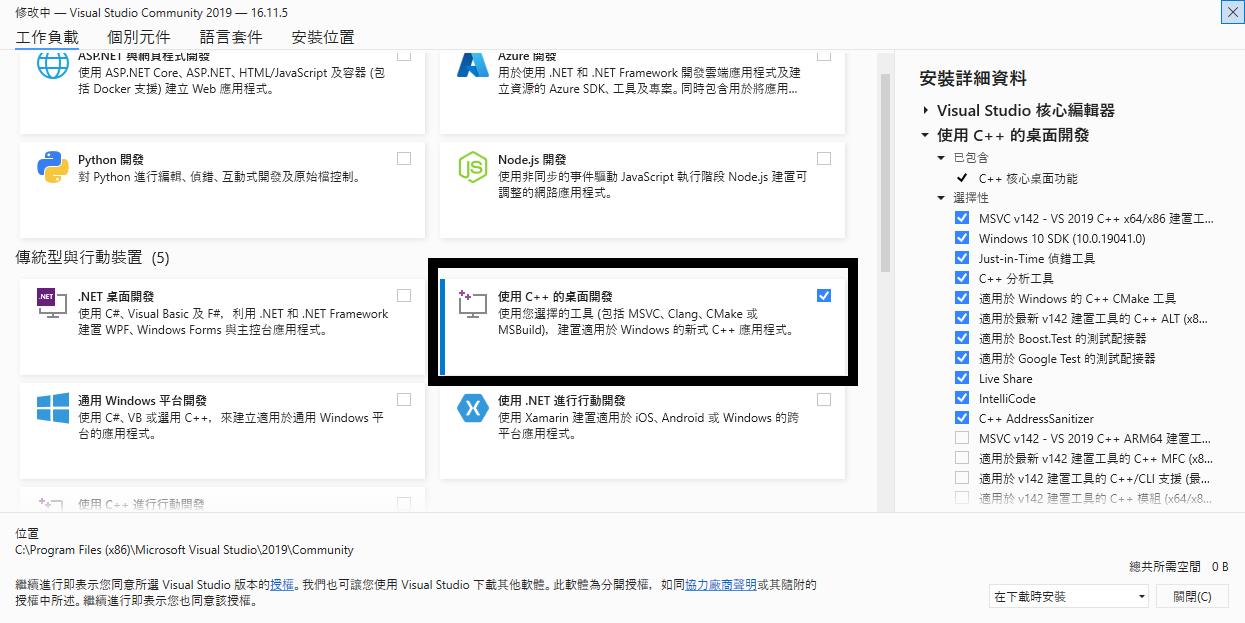 修改中 — Visual Studio Community 2019 — 16.11.5
工作負載 個別元件 語言套件 安裝位置
ASP.NET 與網頁程式開發
使用 ASP.NET Core、ASP.NET、HTML/JavaScript 及容器 (包
括 Docker 支援) 建立 Web 應用程式。
Azure 開發
用於使用 .NET 和 .NET Framework 開發雲端應用程式及建
立資源的 Azure SDK、工具及專案。同時包含用於將應用...
Python 開發
對 Python 進行編輯、偵錯、互動式開發及原始檔控制。
Node.js 開發
使用非同步的事件驅動 JavaScript 執行階段 Node.js 建置可
調整的網路應用程式。
傳統型與行動裝置 (5)
.NET 桌面開發
使用 C#、Visual Basic 及 F#，利用 .NET 和 .NET Framework
建置 WPF、Windows Forms 與主控台應用程式。
使用 C++ 的桌面開發
使用您選擇的工具 (包括 MSVC、Clang、CMake 或
MSBuild)，建置適用於 Windows 的新式 C++ 應用程式。
通用 Windows 平台開發
使用 C#、VB 或選用 C++，來建立適用於通用 Windows 平
台的應用程式。
使用 .NET 進行行動開發
使用 Xamarin 建置適用於 iOS、Android 或 Windows 的跨
平台應用程式。
使用 C++ 進行行動開發
安裝詳細資料
Visual Studio 核心編輯器
使用 C++ 的桌面開發
已包含
C++ 核心桌面功能
選擇性
MSVC v142 - VS 2019 C++ x64/x86 建置工...
Windows 10 SDK (10.0.19041.0)
Just-in-Time 偵錯工具
C++ 分析工具
適用於 Windows 的 C++ CMake 工具
適用於最新 v142 建置工具的 C++ ALT (x8...
適用於 Boost.Test 的測試配接器
適用於 Google Test 的測試配接器
Live Share
IntelliCode
C++ AddressSanitizer
MSVC v142 - VS 2019 C++ ARM64 建置工...
適用於最新 v142 建置工具的 C++ MFC (x8...
適用於 v142 建置工具的 C++/CLI 支援 (最...
適用於 v142 建置工具的 C++ 模組 (x64/x8...
位置
C:\Program Files (x86)\Microsoft Visual Studio\2019\Community
繼續進行即表示您同意所選 Visual Studio 版本的授權。我們也可讓您使用 Visual Studio 下載其他軟體。此軟體為分開授權，如同協力廠商聲明或其隨附的
授權中所述。繼續進行即表示您也同意該授權。
總共所需空間 0 B
在下載時安裝
關閉(C)
.NET
JS